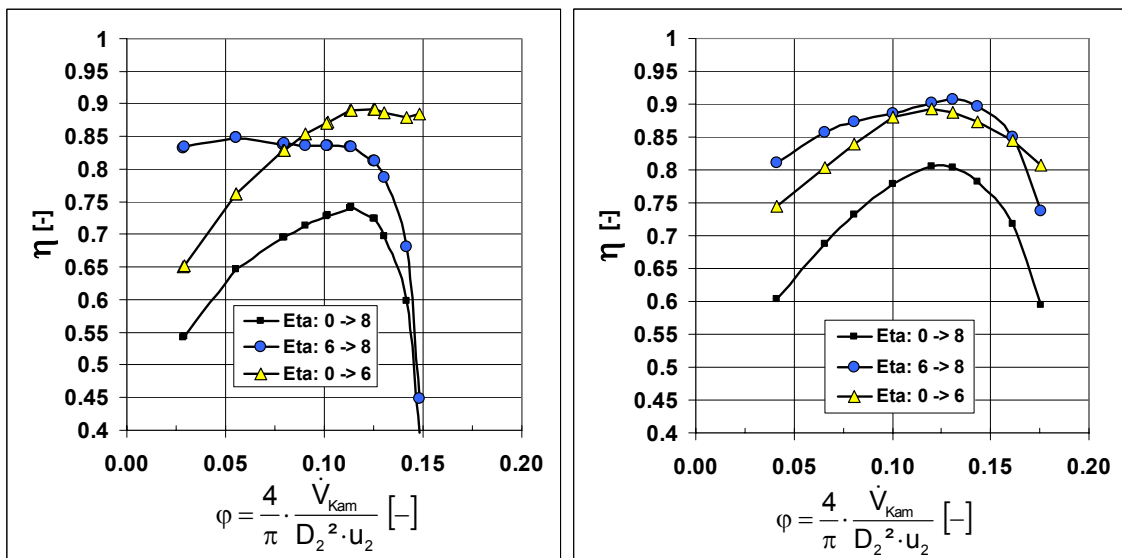 1
0.95
0.9
0.85
0.8
0.75
0.7
0.65
0.6
0.55
0.5
0.45
0.4
η [-]
Eta: 0 -> 8
Eta: 6 -> 8
Eta: 0 -> 6
0.00 0.05 0.10 0.15 0.20
φ = 4/π · V̇_Kam / D₂² · u₂ [−]
1
0.95
0.9
0.85
0.8
0.75
0.7
0.65
0.6
0.55
0.5
0.45
0.4
η [-]
Eta: 0 -> 8
Eta: 6 -> 8
Eta: 0 -> 6
0.00 0.05 0.10 0.15 0.20
φ = 4/π · V̇_Kam / D₂² · u₂ [−]